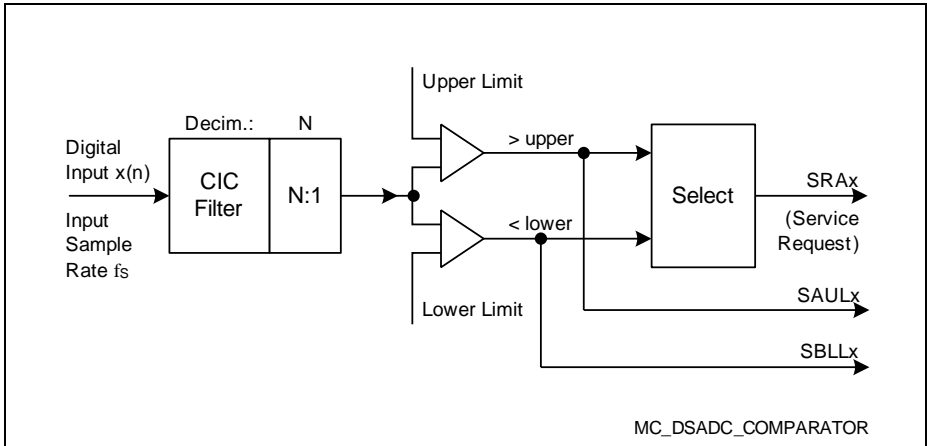 Upper Limit
Decim.: N
Digital
Input x(n)
Input
Sample
Rate fs
CIC
Filter
N:1
> upper
< lower
Lower Limit
Select
SRAx
(Service
Request)
SAULx
SBLLx
MC_DSADC_COMPARATOR